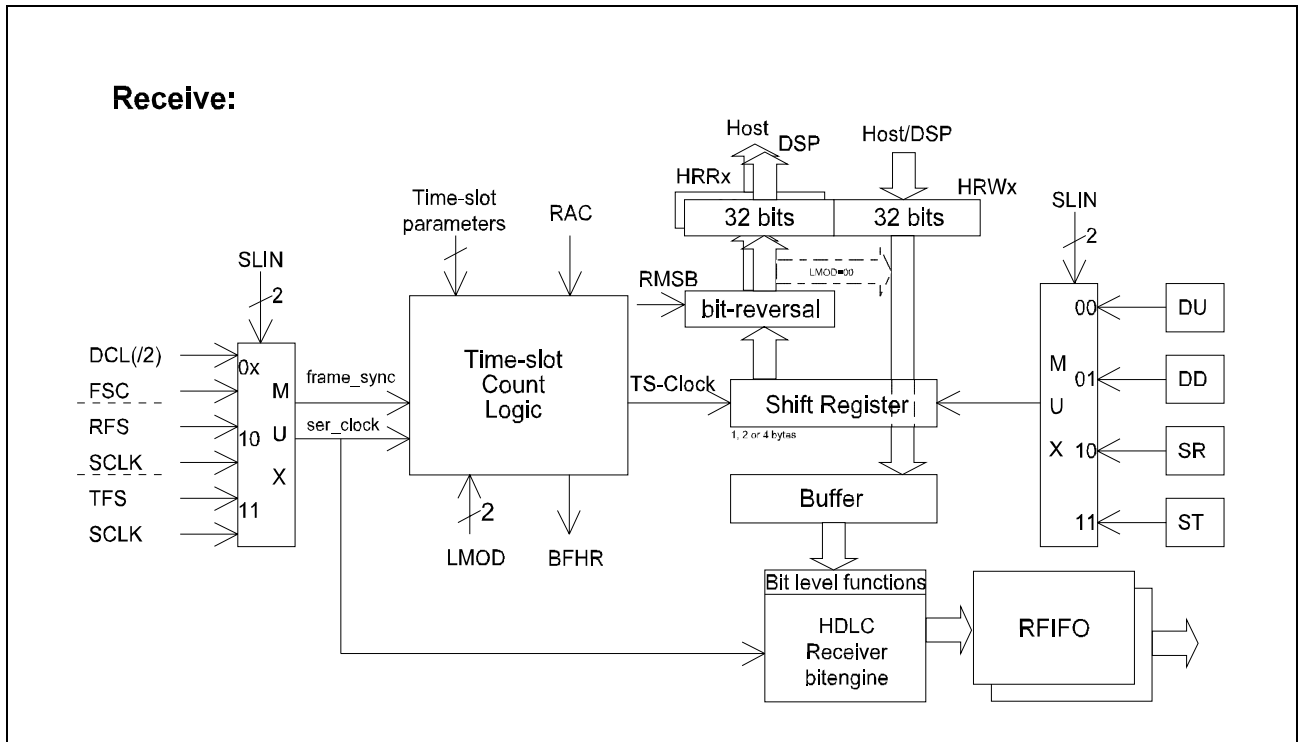 Receive:
Host
DSP
Host/DSP
HRRx
HRWx
32 bits
32 bits
Time-slot
parameters
RAC
SLIN
2
SLIN
2
LMOD=00
RMSB
bit-reversal
DCL(/2)
FSC
RFS
SCLK
TFS
SCLK
0x
10
11
M
U
X
frame_sync
ser_clock
Time-slot
Count
Logic
TS-Clock
Shift Register
1, 2 or 4 bytes
00
01
10
11
M
U
X
DU
DD
SR
ST
2
LMOD
BFHR
Buffer
Bit level functions
HDLC
Receiver
bitengine
RFIFO